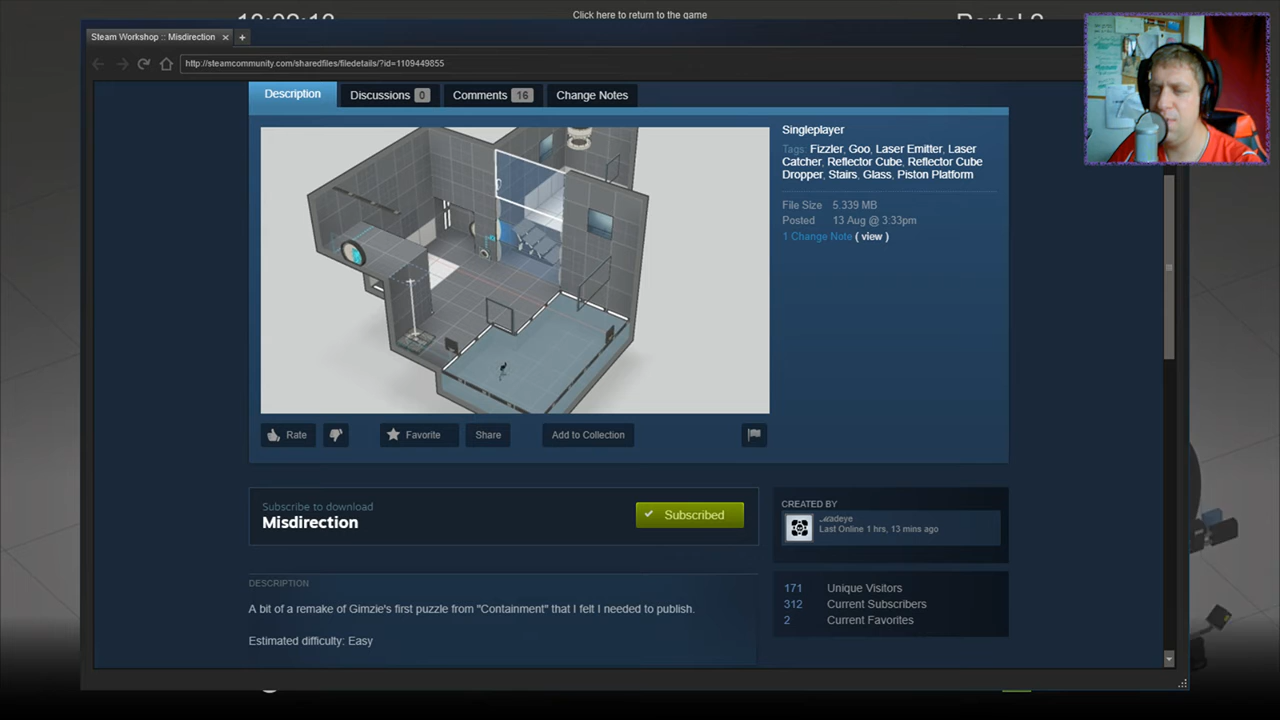 Click here to return to the game
Portal 2
Steam Workshop :: Misdirection
http://steamcommunity.com/sharedfiles/filedetails/?id=1109449855
Description
Discussions 0
Comments 16
Change Notes
Singleplayer
Tags: Fizzler, Goo, Laser Emitter, Laser
Catcher, Reflector Cube, Reflector Cube
Dropper, Stairs, Glass, Piston Platform
File Size 5.339 MB
Posted 13 Aug @ 3:33pm
1 Change Note ( view )
Rate
Favorite
Share
Add to Collection
Subscribe to download
Misdirection
Subscribed
CREATED BY
Last Online 1 hrs, 13 mins ago
DESCRIPTION
A bit of a remake of Gimzie's first puzzle from "Containment" that I felt I needed to publish.
Estimated difficulty: Easy
171 Unique Visitors
312 Current Subscribers
2 Current Favorites